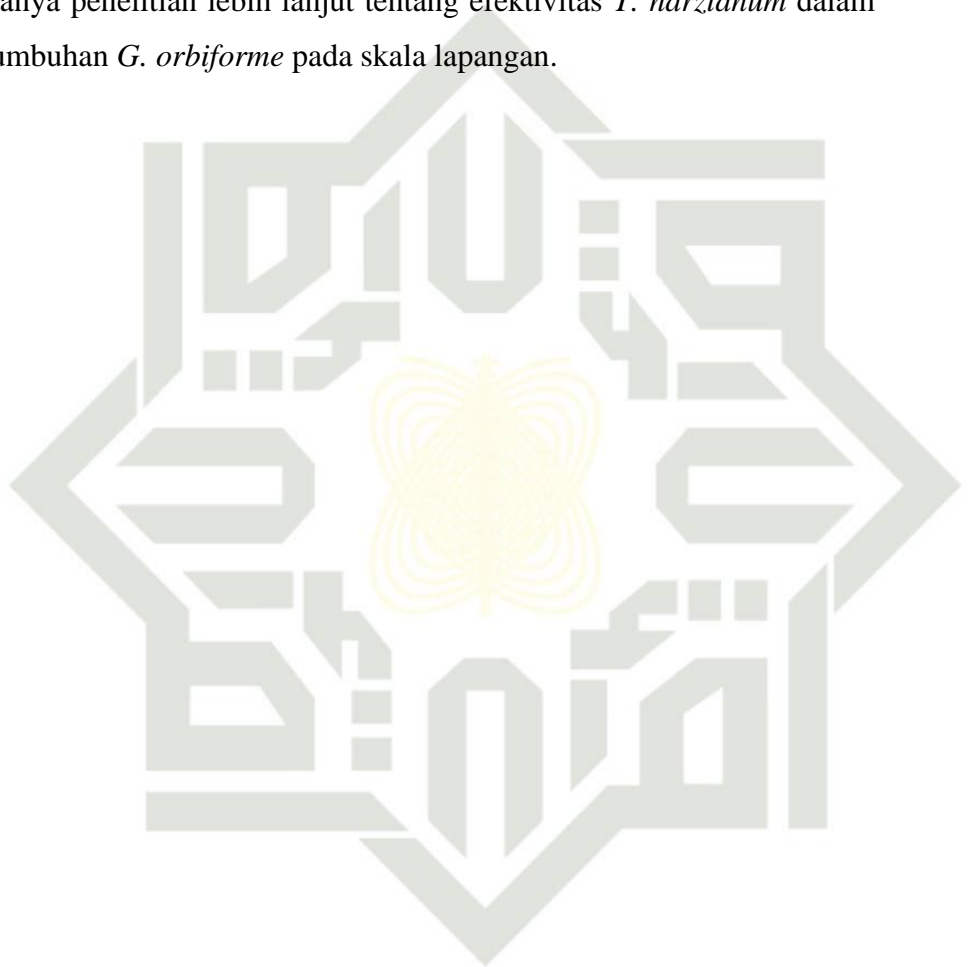 anya penelitian lebih lanjut tentang efektivitas T. harzianum dalam
umbuhan G. orbiforme pada skala lapangan.